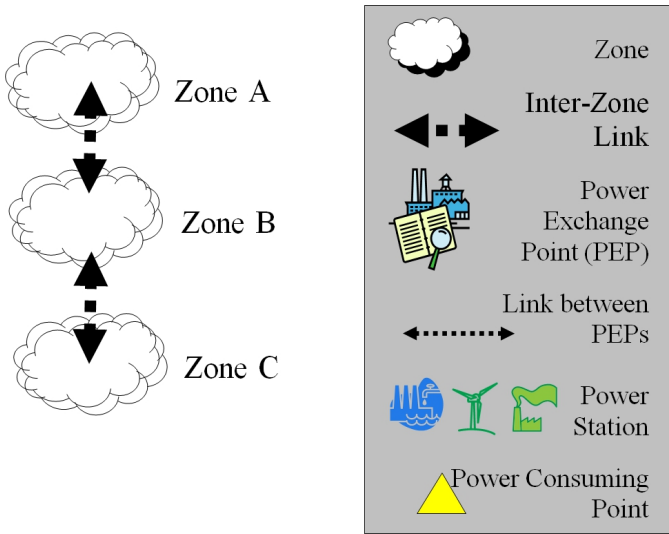 Zone A
Zone B
Zone C
Zone
Inter-Zone
Link
Power
Exchange
Point (PEP)
Link between
PEPs
Power
Station
Power Consuming
Point